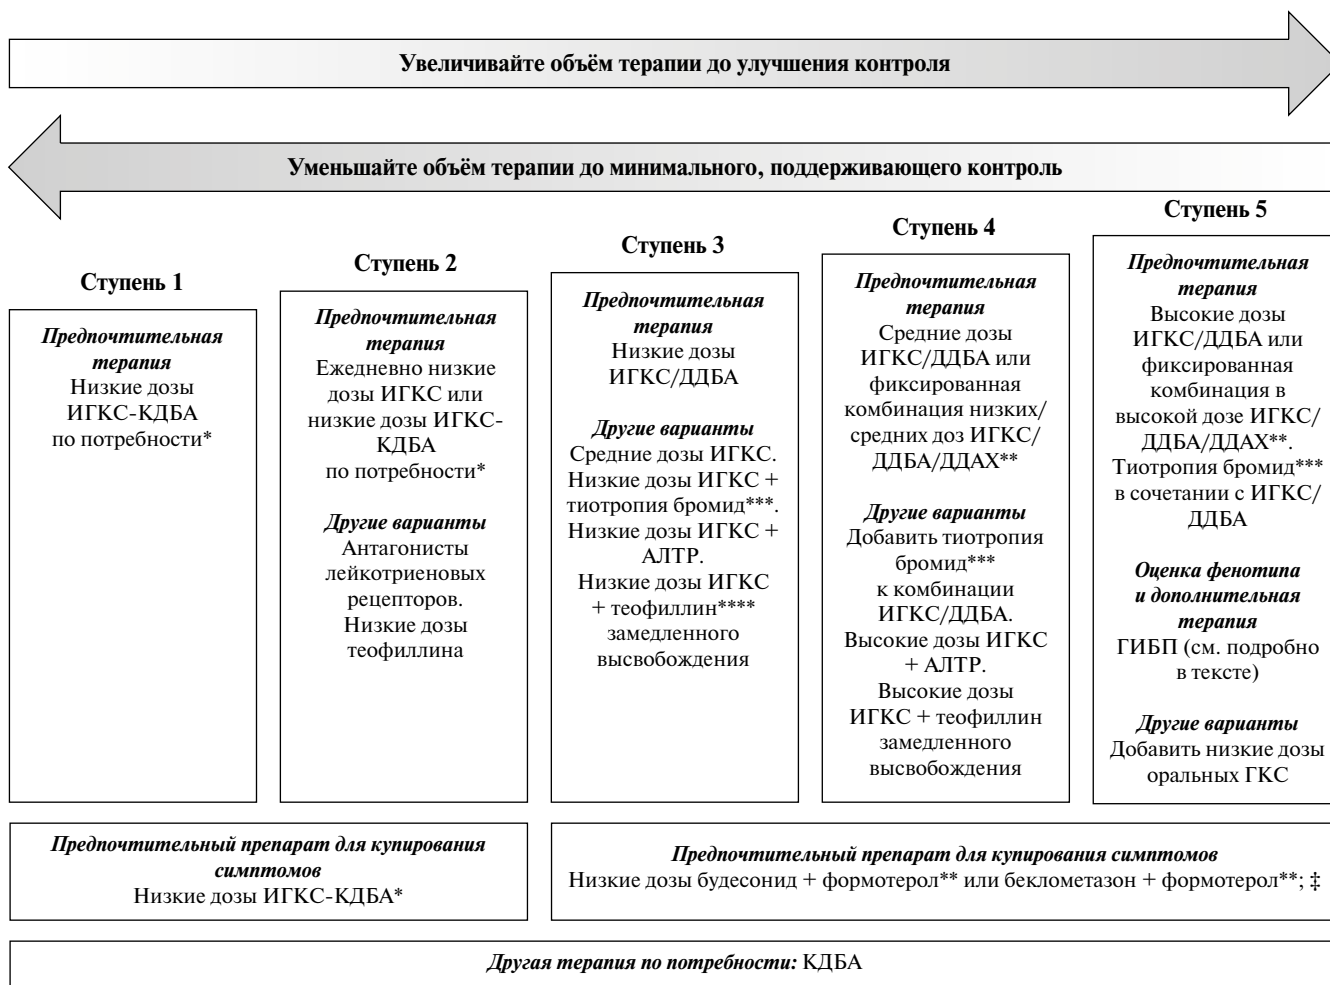 Увеличивайте объём терапии до улучшения контроля
Уменьшайте объём терапии до минимального, поддерживающего контроль
Ступень 1
Предпочтительная
терапия
Низкие дозы
ИГКС-КДБА
по потребности*
Ступень 2
Предпочтительная
терапия
Ежедневно низкие
дозы ИГКС или
низкие дозы ИГКС-
КДБА
по потребности*
Другие варианты
Антагонисты
лейкотриеновых
рецепторов.
Низкие дозы
теофиллина
Ступень 3
Предпочтительная
терапия
Низкие дозы
ИГКС/ДДБА
Другие варианты
Средние дозы ИГКС.
Низкие дозы ИГКС +
тиотропия бромид***.
Низкие дозы ИГКС +
АЛТР.
Низкие дозы ИГКС
+ теофиллин****
замедленного
высвобождения
Ступень 4
Предпочтительная
терапия
Средние дозы
ИГКС/ДДБА или
фиксированная
комбинация низких/
средних доз ИГКС/
ДДБА/ДДАХ**
Другие варианты
Добавить тиотропия
бромид***
к комбинации
ИГКС/ДДБА.
Высокие дозы ИГКС
+ АЛТР.
Высокие дозы
ИГКС + теофиллин
замедленного
высвобождения
Ступень 5
Предпочтительная
терапия
Высокие дозы
ИГКС/ДДБА или
фиксированная
комбинация в
высокой дозе ИГКС/
ДДБА/ДДАХ**.
Тиотропия бромид***
в сочетании с ИГКС/
ДДБА
Оценка фенотипа
и дополнительная
терапия
ГИБП (см. подробно
в тексте)
Другие варианты
Добавить низкие дозы
оральных ГКС
Предпочтительный препарат для купирования
симптомов
Низкие дозы ИГКС-КДБА*
Предпочтительный препарат для купирования симптомов
Низкие дозы будесонид + формотерол** или беклометазон + формотерол**; ‡
Другая терапия по потребности: КДБА